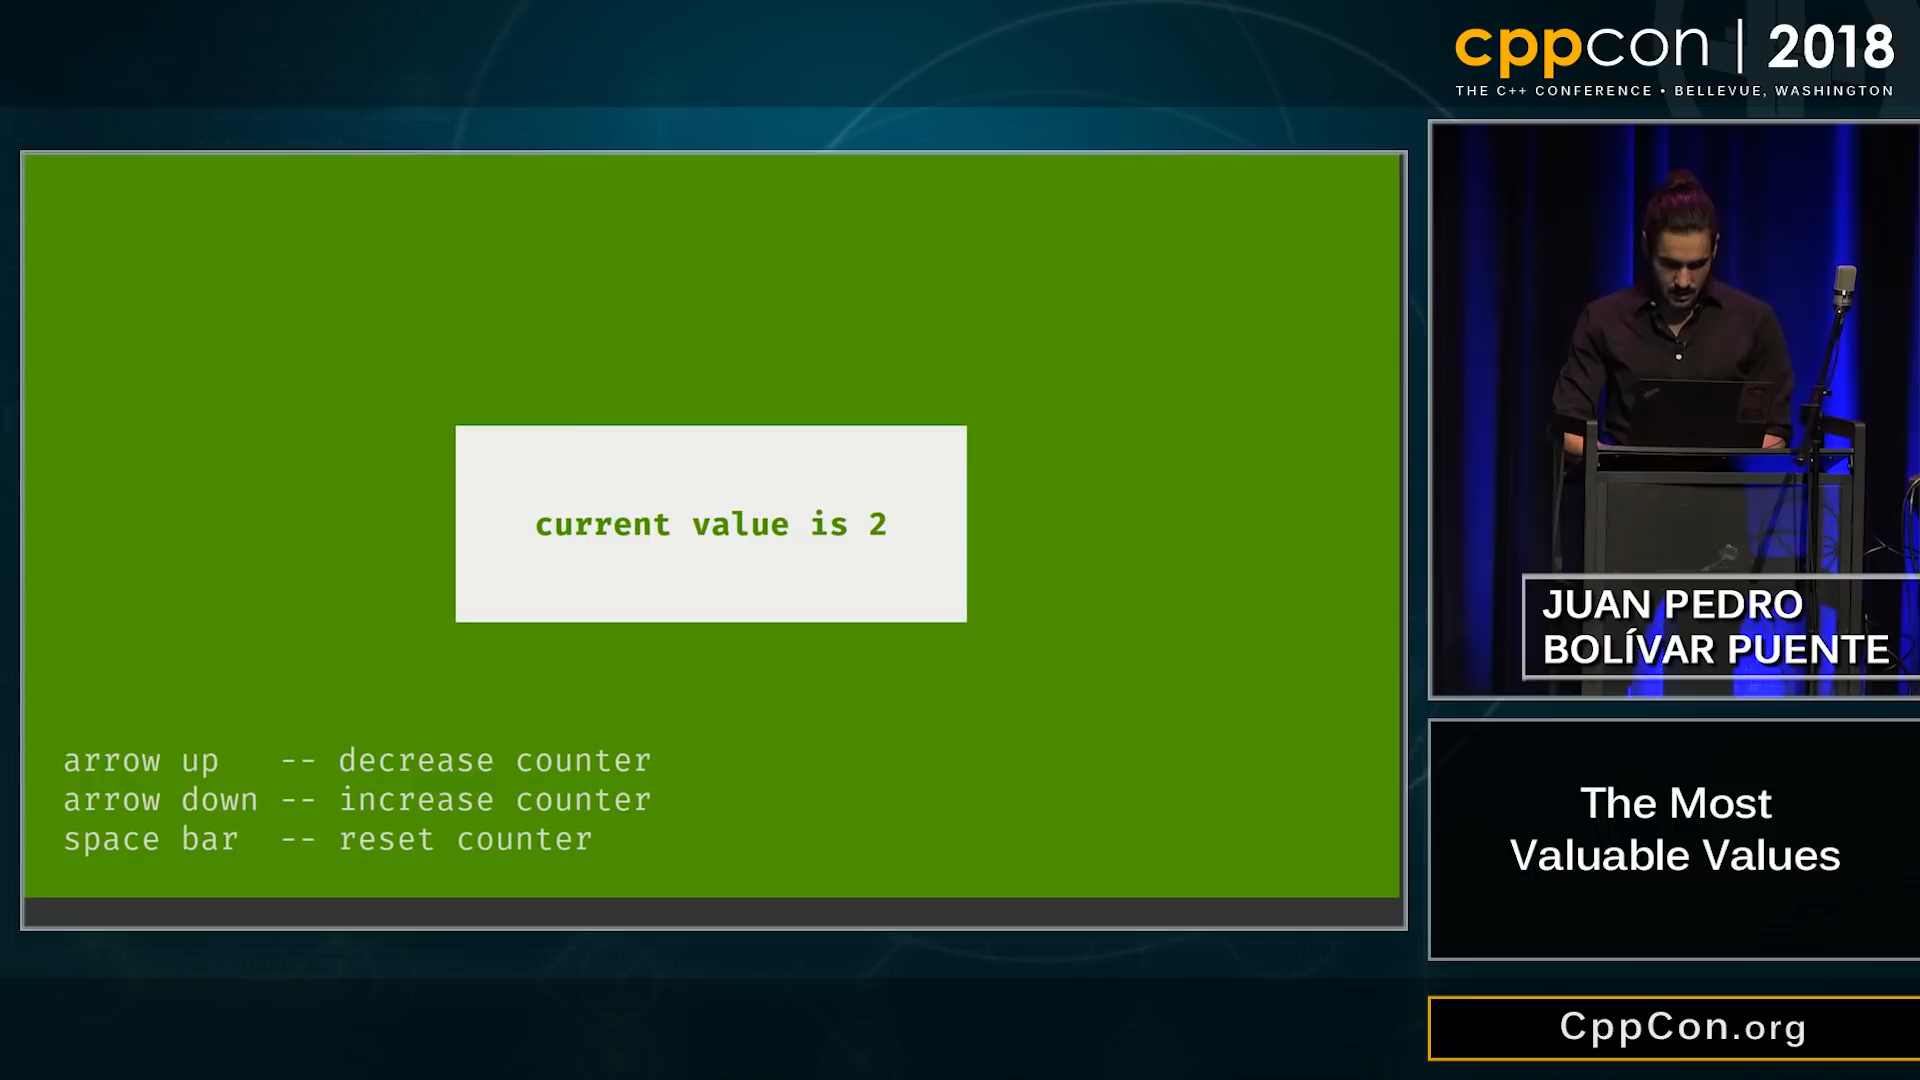 cppcon | 2018
THE C++ CONFERENCE • BELLEVUE, WASHINGTON
current value is 2
arrow up -- decrease counter
arrow down -- increase counter
space bar -- reset counter
JUAN PEDRO
BOLÍVAR PUENTE
The Most
Valuable Values
CppCon.org